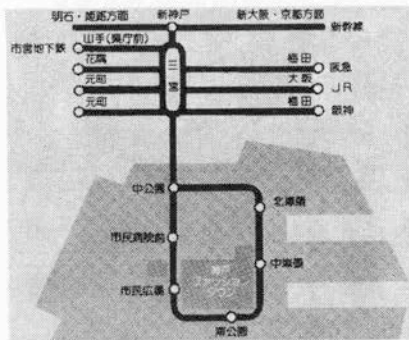 明石・姫路方面
新神戸
新大阪・京都方面
新幹線
市営地下鉄
山手(県庁前)
花隈
三宮
梅田
阪急
元町
大阪
JR
元町
梅田
阪神
中公園
北埠頭
市民病院前
中埠頭
市民広場
神戸
南公園